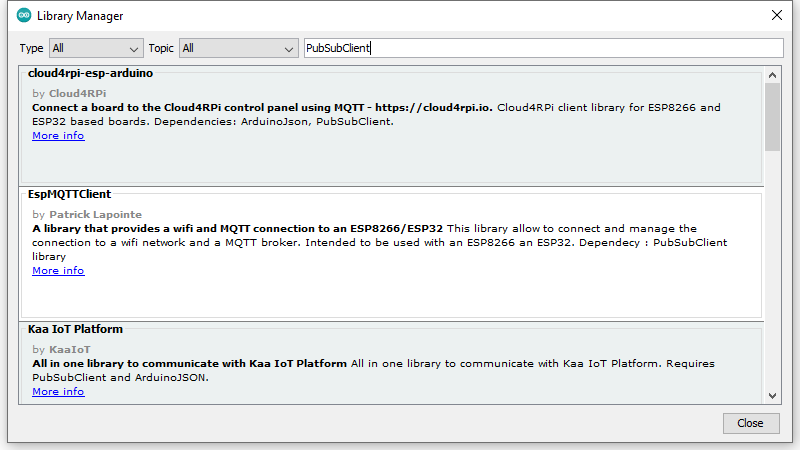 Library Manager
Type All Topic All PubSubClient
cloud4rpi-esp-arduino
by Cloud4RPi
Connect a board to the Cloud4RPi control panel using MQTT - https://cloud4rpi.io. Cloud4RPi client library for ESP8266 and
ESP32 based boards. Dependencies: ArduinoJson, PubSubClient.
More info
EspMQTTClient
by Patrick Lapointe
A library that provides a wifi and MQTT connection to an ESP8266/ESP32 This library allow to connect and manage the
connection to a wifi network and a MQTT broker. Intended to be used with an ESP8266 an ESP32. Dependecy : PubSubClient
library
More info
Kaa IoT Platform
by KaaIoT
All in one library to communicate with Kaa IoT Platform All in one library to communicate with Kaa IoT Platform. Requires
PubSubClient and ArduinoJSON.
More info
Close